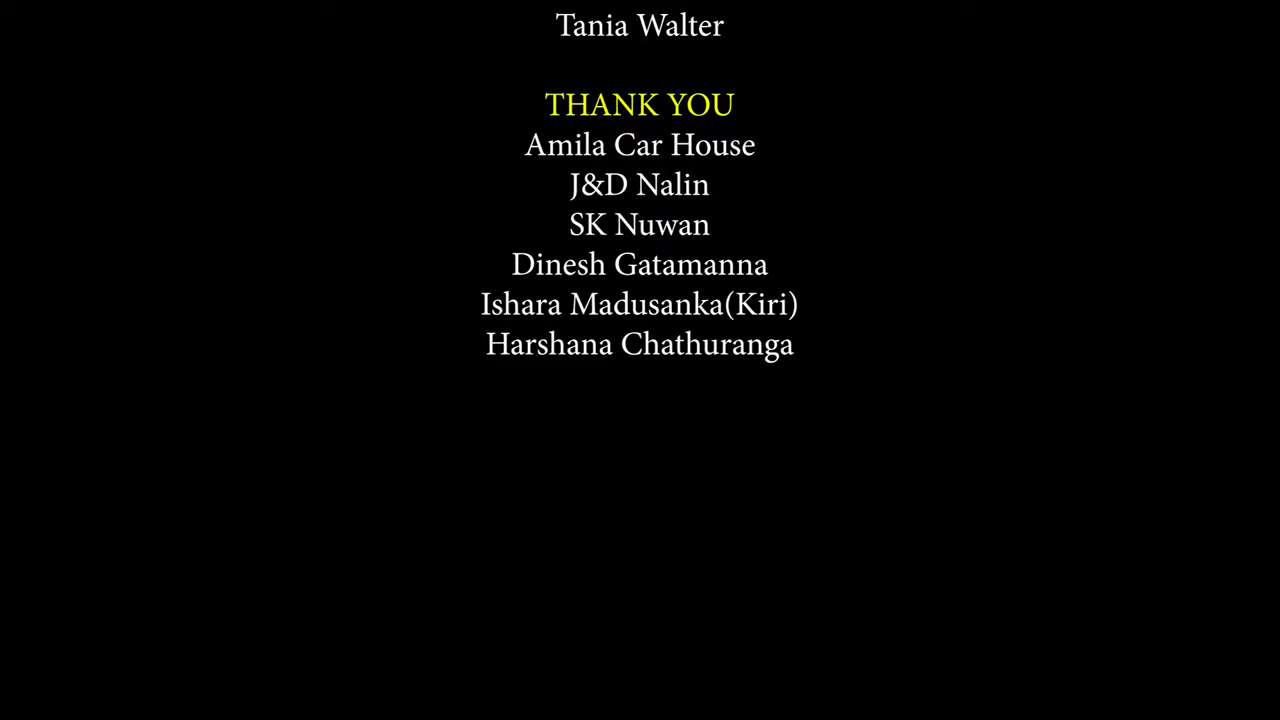 Tania Walter
THANK YOU
Amila Car House
J&D Nalin
SK Nuwan
Dinesh Gatamanna
Ishara Madusanka(Kiri)
Harshana Chathuranga